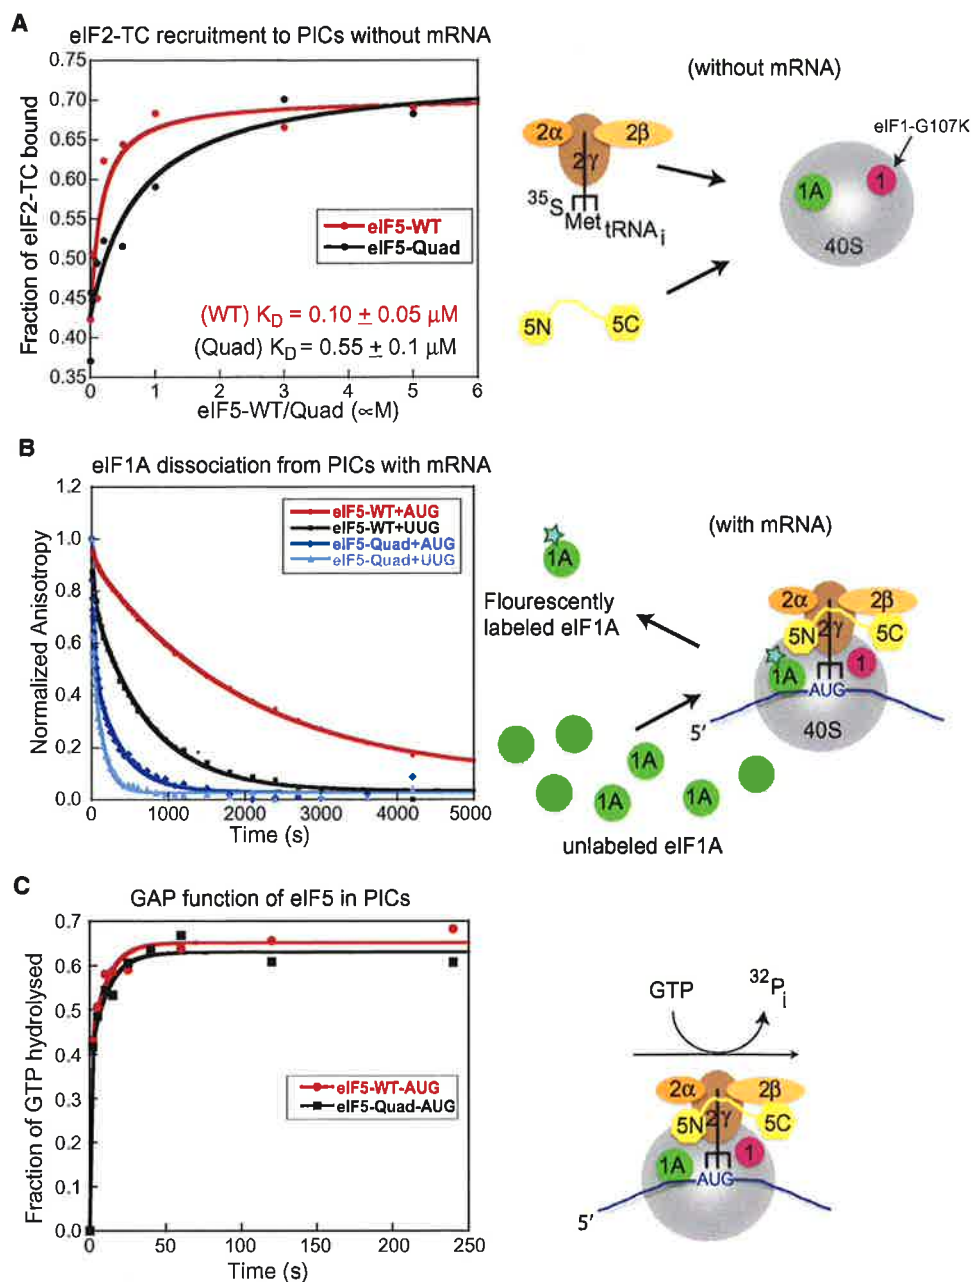 A
eIF2-TC recruitment to PICs without mRNA
0.75
0.70
0.65
0.60
0.55
0.50
0.45
0.40
0.35
Fraction of eIF2-TC bound
eIF5-WT
eIF5-Quad
(WT) KD = 0.10 ± 0.05 µM
(Quad) KD = 0.55 ± 0.1 µM
0 1 2 3 4 5 6
eIF5-WT/Quad (∝M)
(without mRNA)
2α
2β
2γ
35S Met tRNAi
5N
5C
eIF1-G107K
1A
1
40S
B
eIF1A dissociation from PICs with mRNA
1.2
1.0
0.8
0.6
0.4
0.2
0.0
Normalized Anisotropy
eIF5-WT+AUG
eIF5-WT+UUG
eIF5-Quad+AUG
eIF5-Quad+UUG
0 1000 2000 3000 4000 5000
Time (s)
(with mRNA)
1A
Flourescently
labeled eIF1A
2α
2β
5N
2γ
5C
1A
1
AUG
5'
40S
1A
1A
1A
unlabeled eIF1A
C
GAP function of eIF5 in PICs
0.7
0.6
0.5
0.4
0.3
0.2
0.1
0.0
Fraction of GTP hydrolysed
eIF5-WT-AUG
eIF5-Quad-AUG
0 50 100 150 200 250
Time (s)
GTP
32Pi
2α
2β
5N
2γ
5C
1A
1
AUG
5'